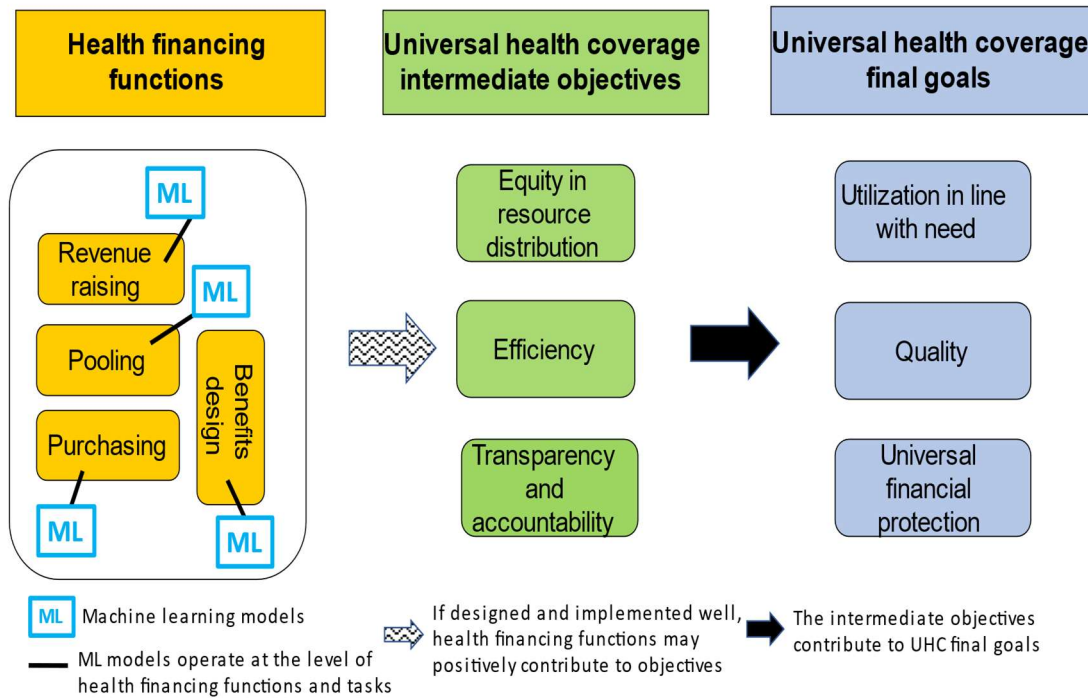 Health financing
functions
Universal health coverage
intermediate objectives
Universal health coverage
final goals
ML
Revenue
raising
ML
Pooling
Benefits
design
Purchasing
ML
ML
Equity in
resource
distribution
Efficiency
Transparency
and
accountability
Utilization in line
with need
Quality
Universal
financial
protection
ML
Machine learning models
ML models operate at the level of
health financing functions and tasks
If designed and implemented well,
health financing functions may
positively contribute to objectives
The intermediate objectives
contribute to UHC final goals